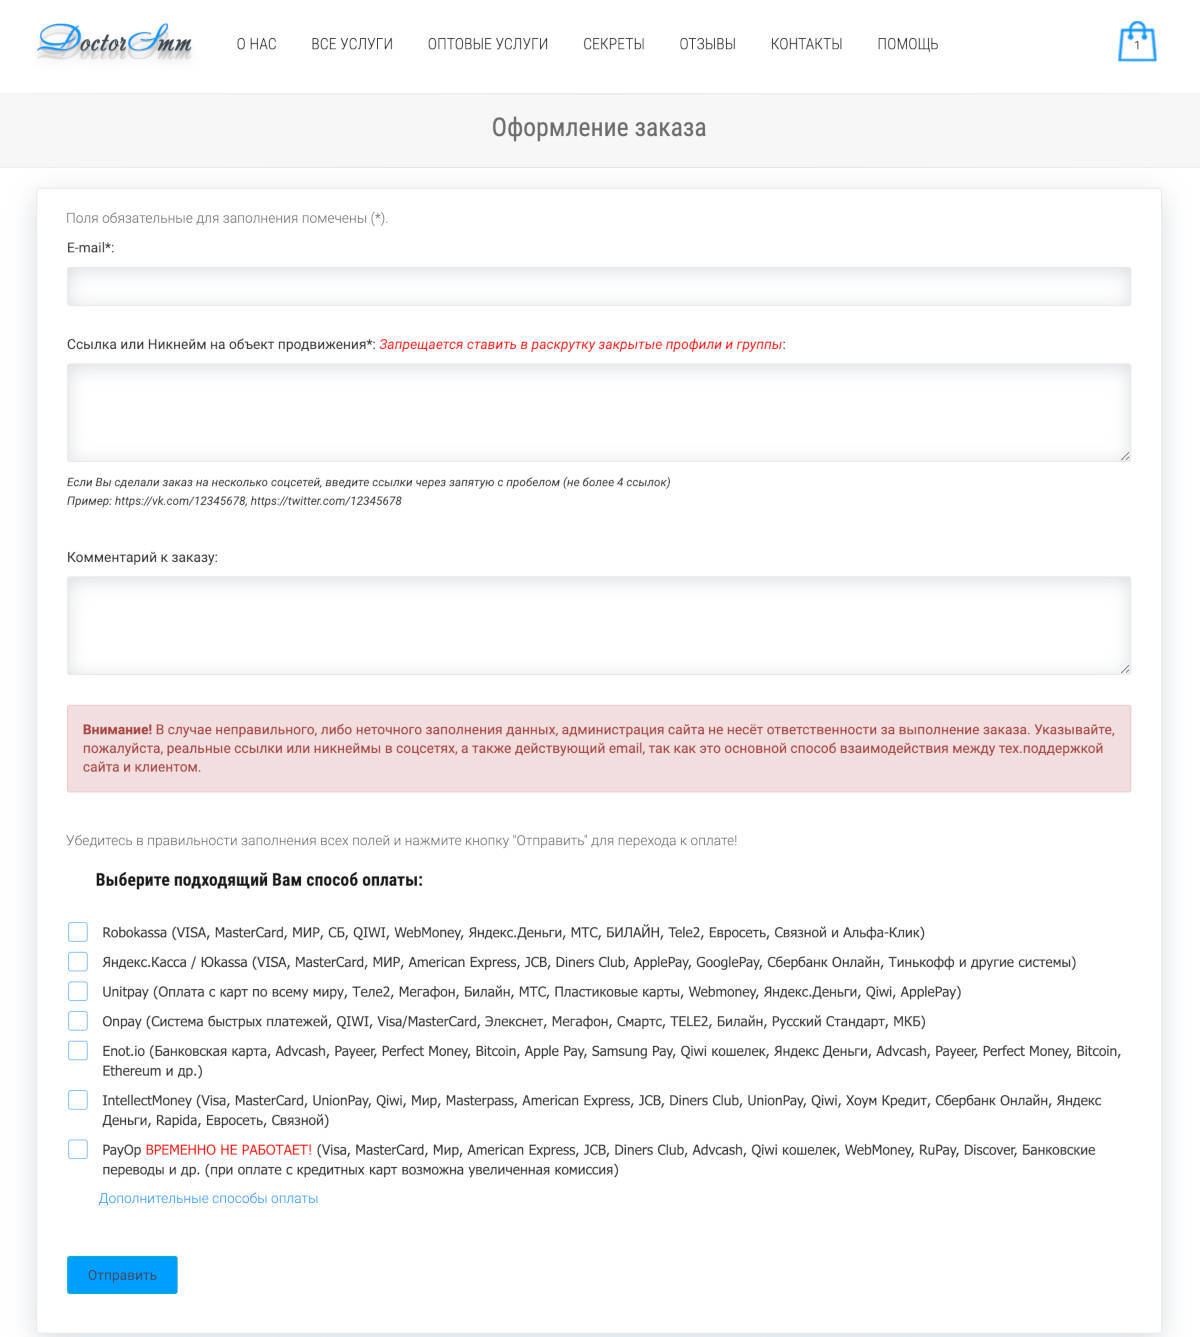 DoctorSmm
О НАС ВСЕ УСЛУГИ ОПТОВЫЕ УСЛУГИ СЕКРЕТЫ ОТЗЫВЫ КОНТАКТЫ ПОМОЩЬ
1
Оформление заказа
Поля обязательные для заполнения помечены (*).
E-mail*:
Ссылка или Никнейм на объект продвижения*: Запрещается ставить в раскрутку закрытые профили и группы:
Если Вы сделали заказ на несколько соцсетей, введите ссылки через запятую с пробелом (не более 4 ссылок)
Пример: https://vk.com/12345678, https://twitter.com/12345678
Комментарий к заказу:
Внимание! В случае неправильного, либо неточного заполнения данных, администрация сайта не несёт ответственности за выполнение заказа. Указывайте,
пожалуйста, реальные ссылки или никнеймы в соцсетях, а также действующий email, так как это основной способ взаимодействия между тех.поддержкой
сайта и клиентом.
Убедитесь в правильности заполнения всех полей и нажмите кнопку "Отправить" для перехода к оплате!
Выберите подходящий Вам способ оплаты:
Robokassa (VISA, MasterCard, МИР, СБ, QIWI, WebMoney, Яндекс.Деньги, МТС, БИЛАЙН, Tele2, Евросеть, Связной и Альфа-Клик)
Яндекс.Касса / Юkassa (VISA, MasterCard, МИР, American Express, JCB, Diners Club, ApplePay, GooglePay, Сбербанк Онлайн, Тинькофф и другие системы)
Unitpay (Оплата с карт по всему миру, Теле2, Мегафон, Билайн, МТС, Пластиковые карты, Webmoney, Яндекс.Деньги, Qiwi, ApplePay)
Onpay (Система быстрых платежей, QIWI, Visa/MasterCard, Элекснет, Мегафон, Смартс, TELE2, Билайн, Русский Стандарт, МКБ)
Enot.io (Банковская карта, Advcash, Payeer, Perfect Money, Bitcoin, Apple Pay, Samsung Pay, Qiwi кошелек, Яндекс Деньги, Advcash, Payeer, Perfect Money, Bitcoin,
Ethereum и др.)
IntellectMoney (Visa, MasterCard, UnionPay, Qiwi, Мир, Masterpass, American Express, JCB, Diners Club, UnionPay, Qiwi, Хоум Кредит, Сбербанк Онлайн, Яндекс
Деньги, Rapida, Евросеть, Связной)
PayOp ВРЕМЕННО НЕ РАБОТАЕТ! (Visa, MasterCard, Мир, American Express, JCB, Diners Club, Advcash, Qiwi кошелек, WebMoney, RuPay, Discover, Банковские
переводы и др. (при оплате с кредитных карт возможна увеличенная комиссия)
Дополнительные способы оплаты
Отправить